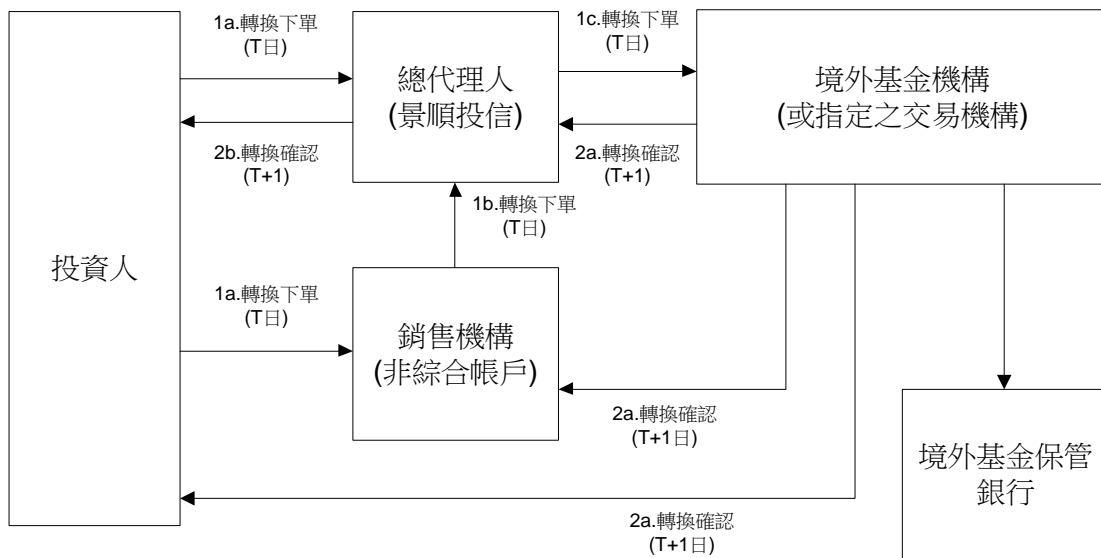 1a.轉換下單
(T日)
1c.轉換下單
(T日)
總代理人
(景順投信)
境外基金機構
(或指定之交易機構)
2b.轉換確認
(T+1)
2a.轉換確認
(T+1)
1b.轉換下單
(T日)
投資人
1a.轉換下單
(T日)
銷售機構
(非綜合帳戶)
2a.轉換確認
(T+1日)
境外基金保管
銀行
2a.轉換確認
(T+1日)